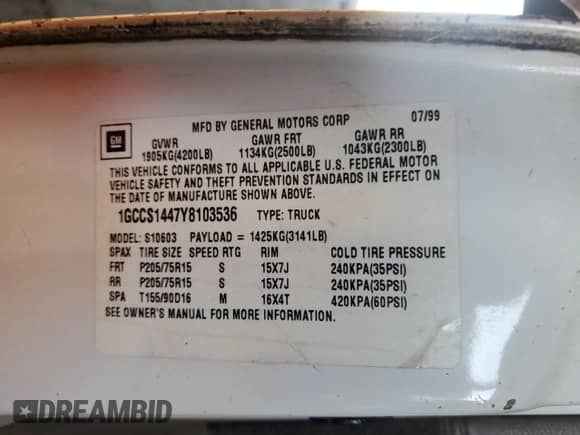 MFD BY GENERAL MOTORS CORP 07/99
GM
GVWR GAWR FRT GAWR RR
1905KG(4200LB) 1134KG(2500LB) 1043KG(2300LB)
THIS VEHICLE CONFORMS TO ALL APPLICABLE U.S. FEDERAL MOTOR
VEHICLE SAFETY AND THEFT PREVENTION STANDARDS IN EFFECT ON
THE DATE OF MANUFACTURE SHOWN ABOVE.
1GCCS1447Y8103536 TYPE: TRUCK
MODEL: S10603 PAYLOAD = 1425KG(3141LB)
SPAX TIRE SIZE SPEED RTG RIM COLD TIRE PRESSURE
FRT P205/75R15 S 15X7J 240KPA(35PSI)
RR P205/75R15 S 15X7J 240KPA(35PSI)
SPA T155/90D16 M 16X4T 420KPA(60PSI)
SEE OWNER'S MANUAL FOR MORE INFORMATION.
DREAMBID